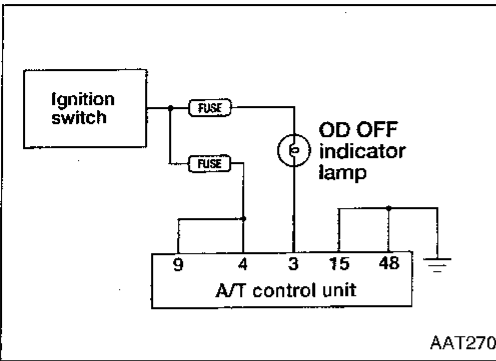 Ignition
switch
FUSE
FUSE
OD OFF
indicator
lamp
9 4 3 15 48
A/T control unit
AAT270